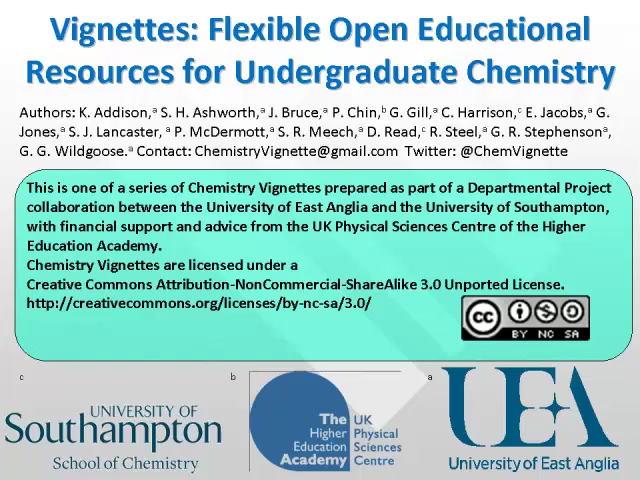 Vignettes: Flexible Open Educational
Resources for Undergraduate Chemistry
Authors: K. Addison,ᵃ S. H. Ashworth,ᵃ J. Bruce,ᵃ P. Chin,ᵇ G. Gill,ᵃ C. Harrison,ᶜ E. Jacobs,ᵃ G.
Jones,ᵃ S. J. Lancaster, ᵃ P. McDermott,ᵃ S. R. Meech,ᵃ D. Read,ᶜ R. Steel,ᵃ G. R. Stephensonᵃ,
G. G. Wildgoose.ᵃ Contact: ChemistryVignette@gmail.com Twitter: @ChemVignette
This is one of a series of Chemistry Vignettes prepared as part of a Departmental Project
collaboration between the University of East Anglia and the University of Southampton,
with financial support and advice from the UK Physical Sciences Centre of the Higher
Education Academy.
Chemistry Vignettes are licensed under a
Creative Commons Attribution-NonCommercial-ShareAlike 3.0 Unported License.
http://creativecommons.org/licenses/by-nc-sa/3.0/
cc
BY NC SA
c
UNIVERSITY OF
Southampton
School of Chemistry
b
The UK
Higher Physical
Education Sciences
Academy Centre
a
UEA
University of East Anglia